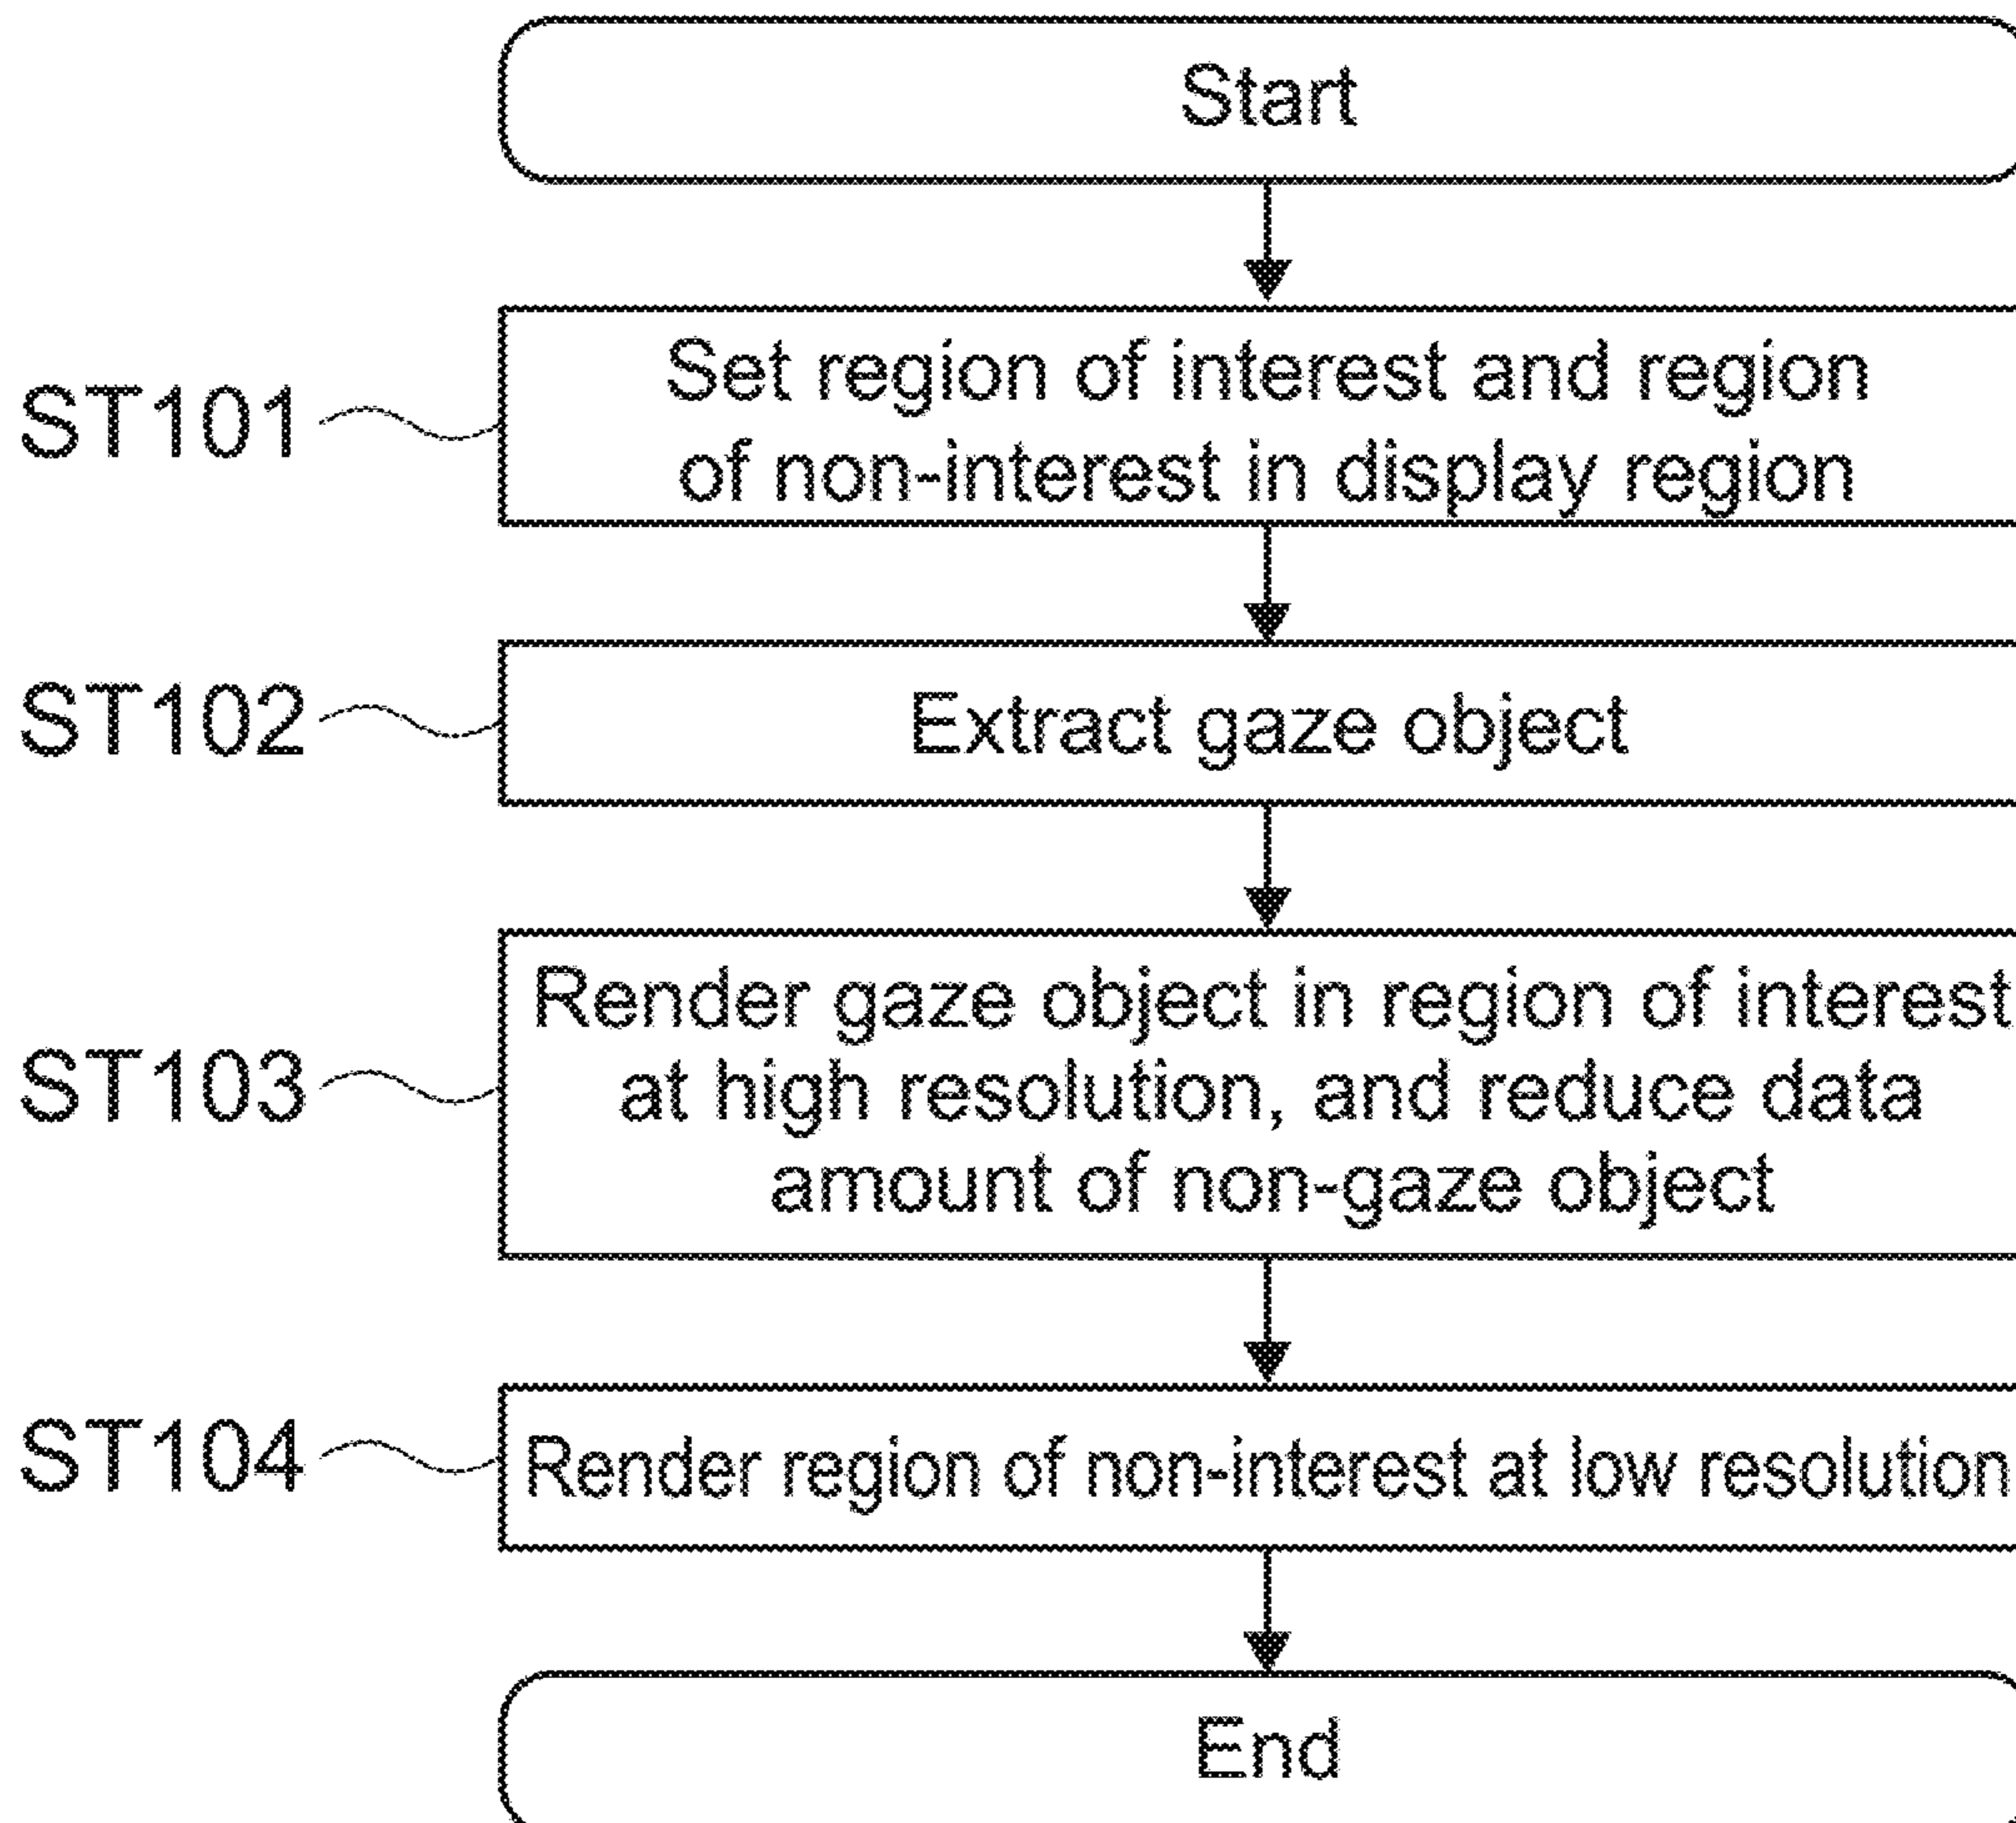 Start
ST101
Set region of interest and region
of non-interest in display region
ST102
Extract gaze object
ST103
Render gaze object in region of interest
at high resolution, and reduce data
amount of non-gaze object
ST104
Render region of non-interest at low resolution
End